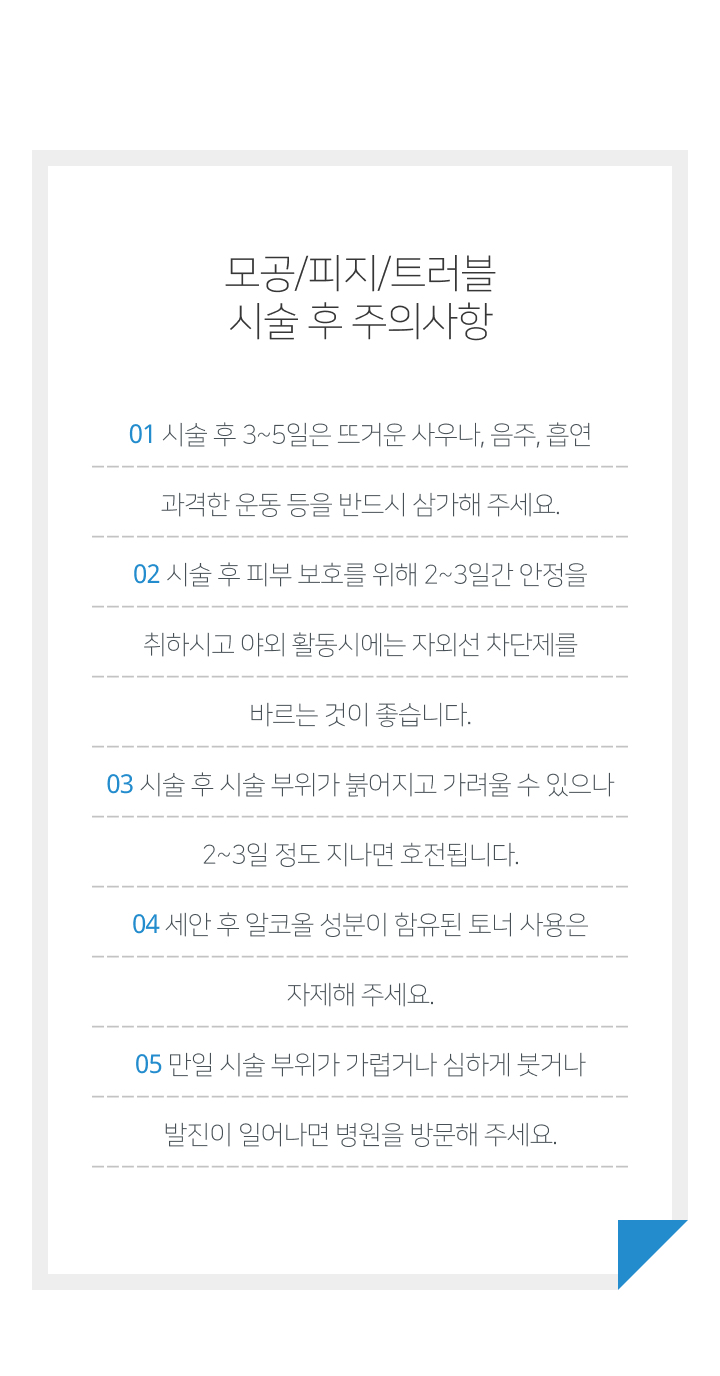 모공/피지/트러블
시술 후 주의사항
01 시술 후 3~5일은 뜨거운 사우나, 음주, 흡연
과격한 운동 등을 반드시 삼가해 주세요.
02 시술 후 피부 보호를 위해 2~3일간 안정을
취하시고 야외 활동시에는 자외선 차단제를
바르는 것이 좋습니다.
03 시술 후 시술 부위가 붉어지고 가려울 수 있으나
2~3일 정도 지나면 호전됩니다.
04 세안 후 알코올 성분이 함유된 토너 사용은
자제해 주세요.
05 만일 시술 부위가 가렵거나 심하게 붓거나
발진이 일어나면 병원을 방문해 주세요.